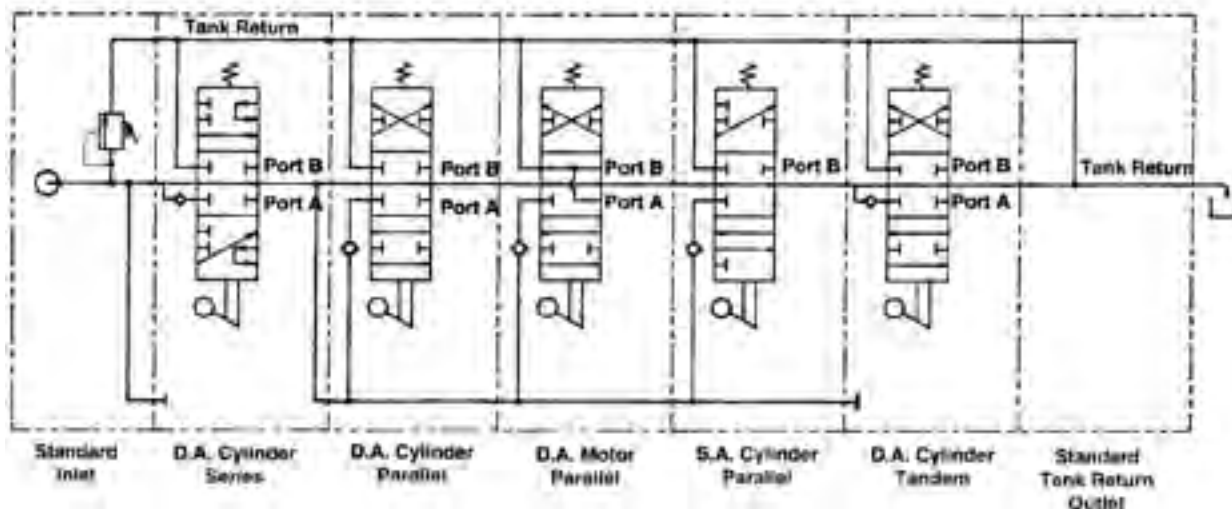 Tank Return
Port B
Port A
Port B
Port A
Port B
Port A
Port B
Port B
Port A
Tank Return
Standard
Inlet
D.A. Cylinder
Series
D.A. Cylinder
Parallel
D.A. Motor
Parallel
S.A. Cylinder
Parallel
D.A. Cylinder
Tandem
Standard
Tank Return
Outlet